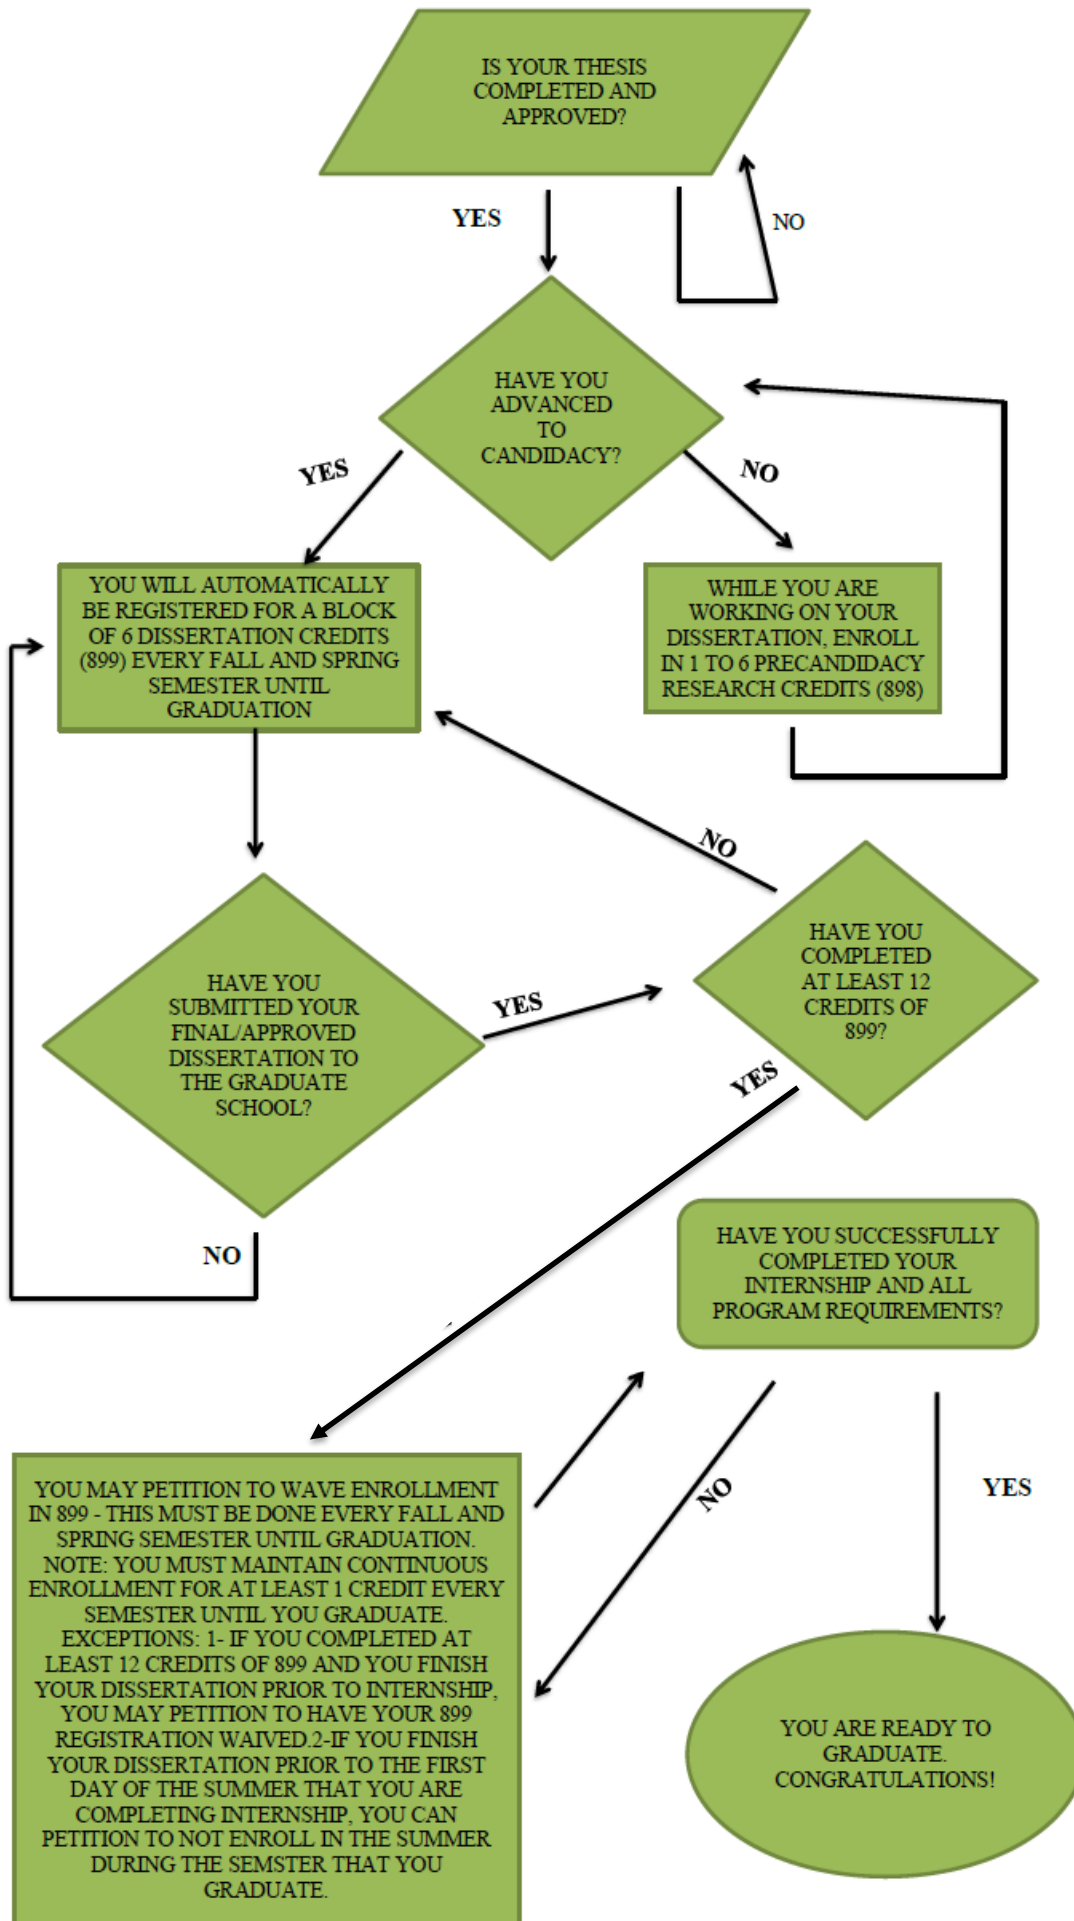 IS YOUR THESIS
COMPLETED AND
APPROVED?
YES
NO
HAVE YOU
ADVANCED
TO
CANDIDACY?
YES
NO
YOU WILL AUTOMATICALLY
BE REGISTERED FOR A BLOCK
OF 6 DISSERTATION CREDITS
(899) EVERY FALL AND SPRING
SEMESTER UNTIL
GRADUATION
WHILE YOU ARE
WORKING ON YOUR
DISSERTATION, ENROLL
IN 1 TO 6 PRECANDIDACY
RESEARCH CREDITS (898)
NO
HAVE YOU
COMPLETED
AT LEAST 12
CREDITS OF
899?
HAVE YOU
SUBMITTED YOUR
FINAL/APPROVED
DISSERTATION TO
THE GRADUATE
SCHOOL?
YES
YES
NO
HAVE YOU SUCCESSFULLY
COMPLETED YOUR
INTERNSHIP AND ALL
PROGRAM REQUIREMENTS?
NO
YES
YOU MAY PETITION TO WAVE ENROLLMENT
IN 899 - THIS MUST BE DONE EVERY FALL AND
SPRING SEMESTER UNTIL GRADUATION.
NOTE: YOU MUST MAINTAIN CONTINUOUS
ENROLLMENT FOR AT LEAST 1 CREDIT EVERY
SEMESTER UNTIL YOU GRADUATE.
EXCEPTIONS: 1- IF YOU COMPLETED AT
LEAST 12 CREDITS OF 899 AND YOU FINISH
YOUR DISSERTATION PRIOR TO INTERNSHIP,
YOU MAY PETITION TO HAVE YOUR 899
REGISTRATION WAIVED.2-IF YOU FINISH
YOUR DISSERTATION PRIOR TO THE FIRST
DAY OF THE SUMMER THAT YOU ARE
COMPLETING INTERNSHIP, YOU CAN
PETITION TO NOT ENROLL IN THE SUMMER
DURING THE SEMSTER THAT YOU
GRADUATE.
YOU ARE READY TO
GRADUATE.
CONGRATULATIONS!